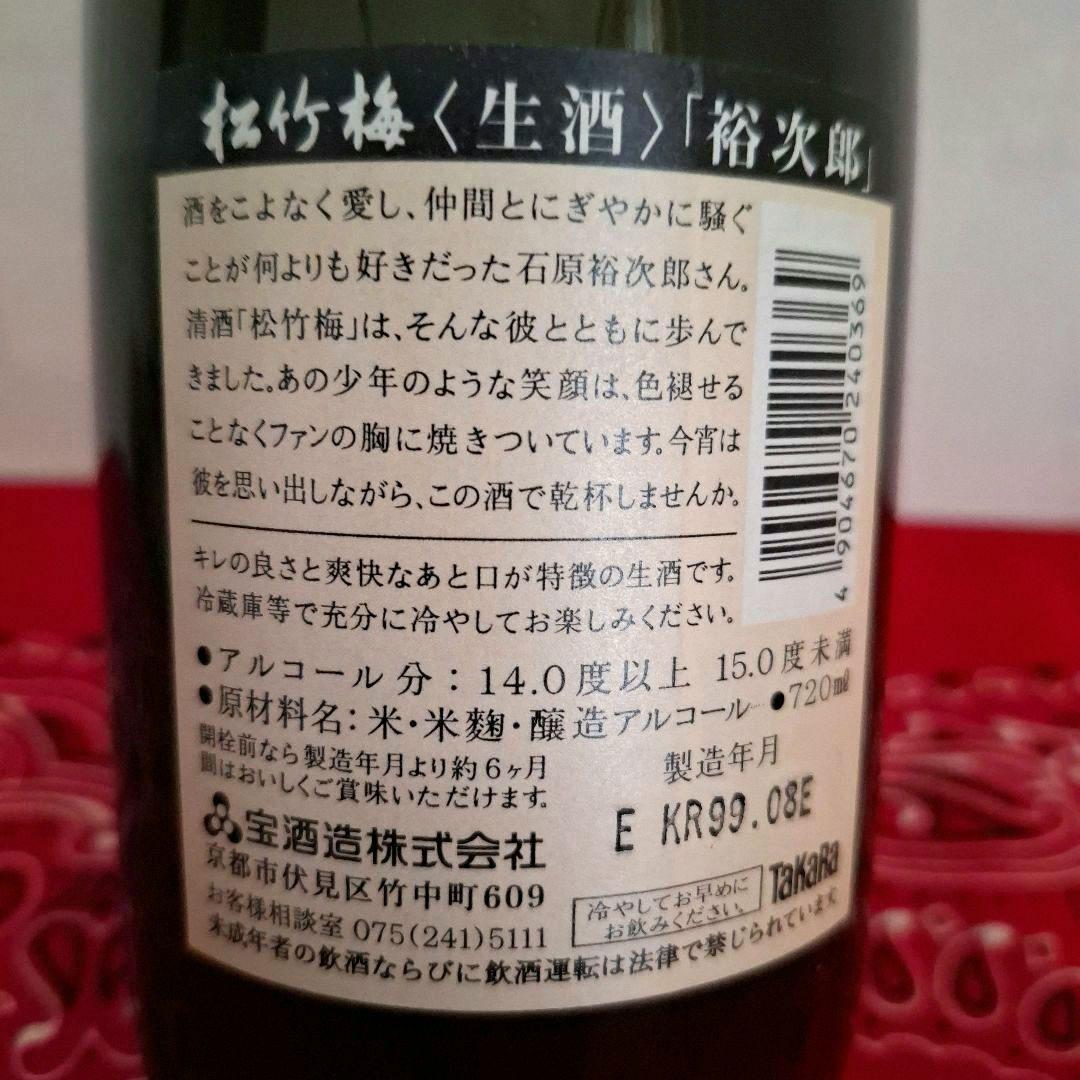 松竹梅〈生酒〉「裕次郎」
酒をこよなく愛し、仲間とにぎやかに騒ぐ
ことが何よりも好きだった石原裕次郎さん。
清酒「松竹梅」は、そんな彼とともに歩んで
きました。あの少年のような笑顔は、色褪せる
ことなくファンの胸に焼きついています。今宵は
彼を思い出しながら、この酒で乾杯しませんか。
キレの良さと爽快なあと口が特徴の生酒です。
冷蔵庫等で充分に冷やしてお楽しみください。
●アルコール分：14.0度以上 15.0度未満
●原材料名：米・米麹・醸造アルコール ●720㎖
開栓前なら製造年月より約6ヶ月
間はおいしくご賞味いただけます。
製造年月
E KR99.08E
宝酒造株式会社
京都市伏見区竹中町609
お客様相談室 075(241)5111
冷やしてお早めに
お飲みください。
TaKaRa
未成年者の飲酒ならびに飲酒運転は法律で禁じられています
4 904670 240369